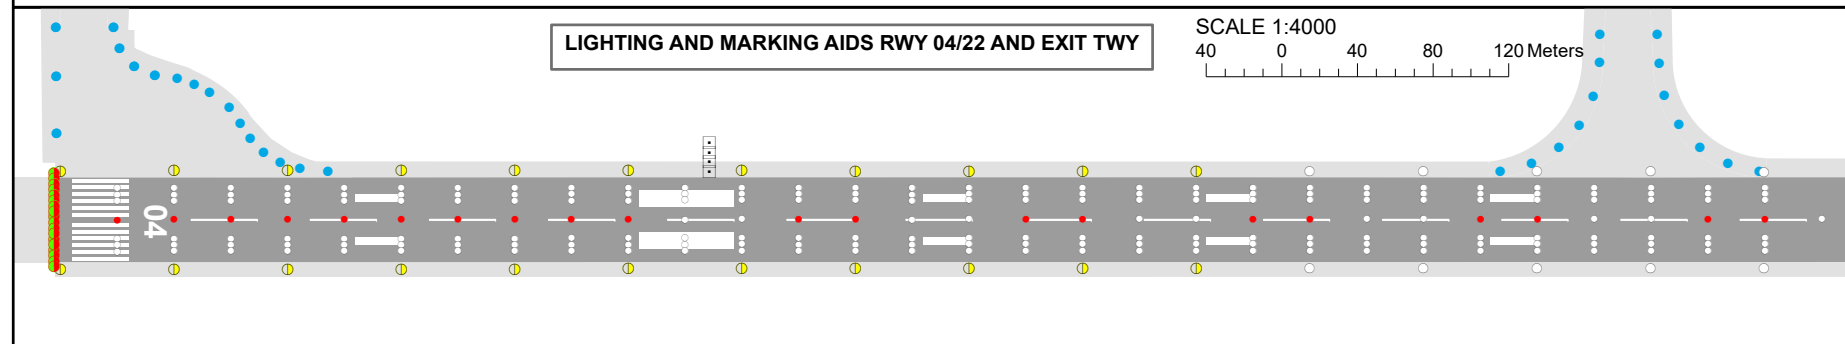 LIGHTING AND MARKING AIDS RWY 04/22 AND EXIT TWY
SCALE 1:4000
40 0 40 80 120 Meters
04